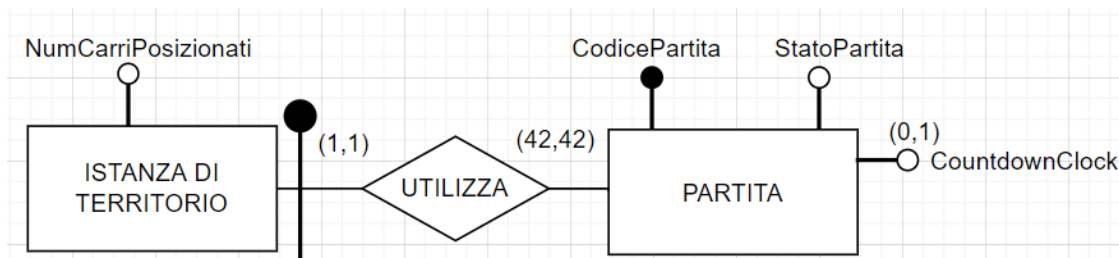 NumCarriPosizionati
CodicePartita
StatoPartita
(1,1)
(42,42)
(0,1)
CountdownClock
ISTANZA DI
TERRITORIO
UTILIZZA
PARTITA